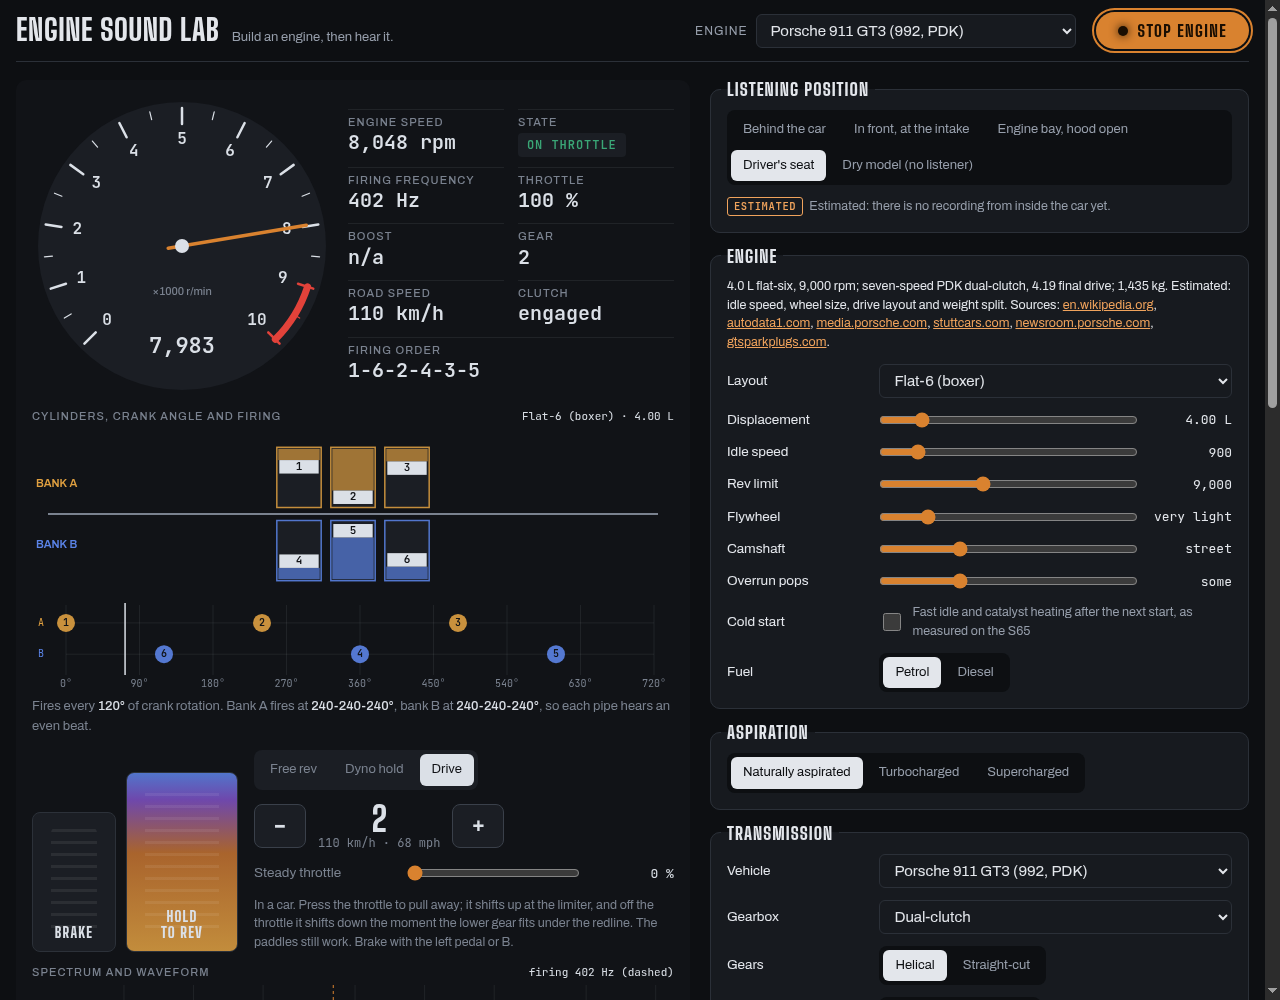 ENGINE SOUND LAB
Build an engine, then hear it.
ENGINE
Porsche 911 GT3 (992, PDK)
STOP ENGINE
0
1
2
3
4
5
6
7
8
9
10
×1000 r/min
7,983
ENGINE SPEED
8,048 rpm
STATE
ON THROTTLE
FIRING FREQUENCY
402 Hz
THROTTLE
100 %
BOOST
n/a
GEAR
2
ROAD SPEED
110 km/h
CLUTCH
engaged
FIRING ORDER
1-6-2-4-3-5
CYLINDERS, CRANK ANGLE AND FIRING
Flat-6 (boxer) · 4.00 L
BANK A
1
2
3
BANK B
4
5
6
A
1
2
3
B
6
4
5
0°
90°
180°
270°
360°
450°
540°
630°
720°
Fires every 120° of crank rotation. Bank A fires at 240-240-240°, bank B at 240-240-240°, so each pipe hears an
even beat.
BRAKE
HOLD
TO REV
Free rev
Dyno hold
Drive
−
2
110 km/h · 68 mph
+
Steady throttle
0 %
In a car. Press the throttle to pull away; it shifts up at the limiter, and off the
throttle it shifts down the moment the lower gear fits under the redline. The
paddles still work. Brake with the left pedal or B.
SPECTRUM AND WAVEFORM
firing 402 Hz (dashed)
LISTENING POSITION
Behind the car
In front, at the intake
Engine bay, hood open
Driver's seat
Dry model (no listener)
ESTIMATED
Estimated: there is no recording from inside the car yet.
ENGINE
4.0 L flat-six, 9,000 rpm; seven-speed PDK dual-clutch, 4.19 final drive; 1,435 kg. Estimated:
idle speed, wheel size, drive layout and weight split. Sources: en.wikipedia.org,
autodata1.com, media.porsche.com, stuttcars.com, newsroom.porsche.com,
gtsparkplugs.com.
Layout
Flat-6 (boxer)
Displacement
4.00 L
Idle speed
900
Rev limit
9,000
Flywheel
very light
Camshaft
street
Overrun pops
some
Cold start
Fast idle and catalyst heating after the next start, as
measured on the S65
Fuel
Petrol
Diesel
ASPIRATION
Naturally aspirated
Turbocharged
Supercharged
TRANSMISSION
Vehicle
Porsche 911 GT3 (992, PDK)
Gearbox
Dual-clutch
Gears
Helical
Straight-cut